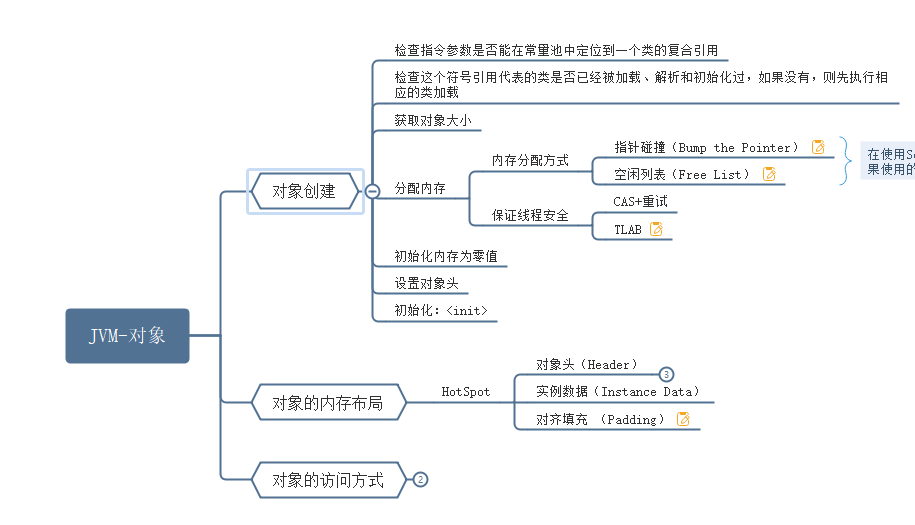 检查指令参数是否能在常量池中定位到一个类的复合引用
检查这个符号引用代表的类是否已经被加载、解析和初始化过，如果没有，则先执行相
应的类加载
获取对象大小
内存分配方式
指针碰撞（Bump the Pointer）
空闲列表（Free List）
在使用Se
果使用的
对象创建
分配内存
保证线程安全
CAS+重试
TLAB
初始化内存为零值
设置对象头
初始化：<init>
JVM-对象
对象的内存布局
HotSpot
对象头（Header）
3
实例数据（Instance Data）
对齐填充 （Padding）
对象的访问方式
2